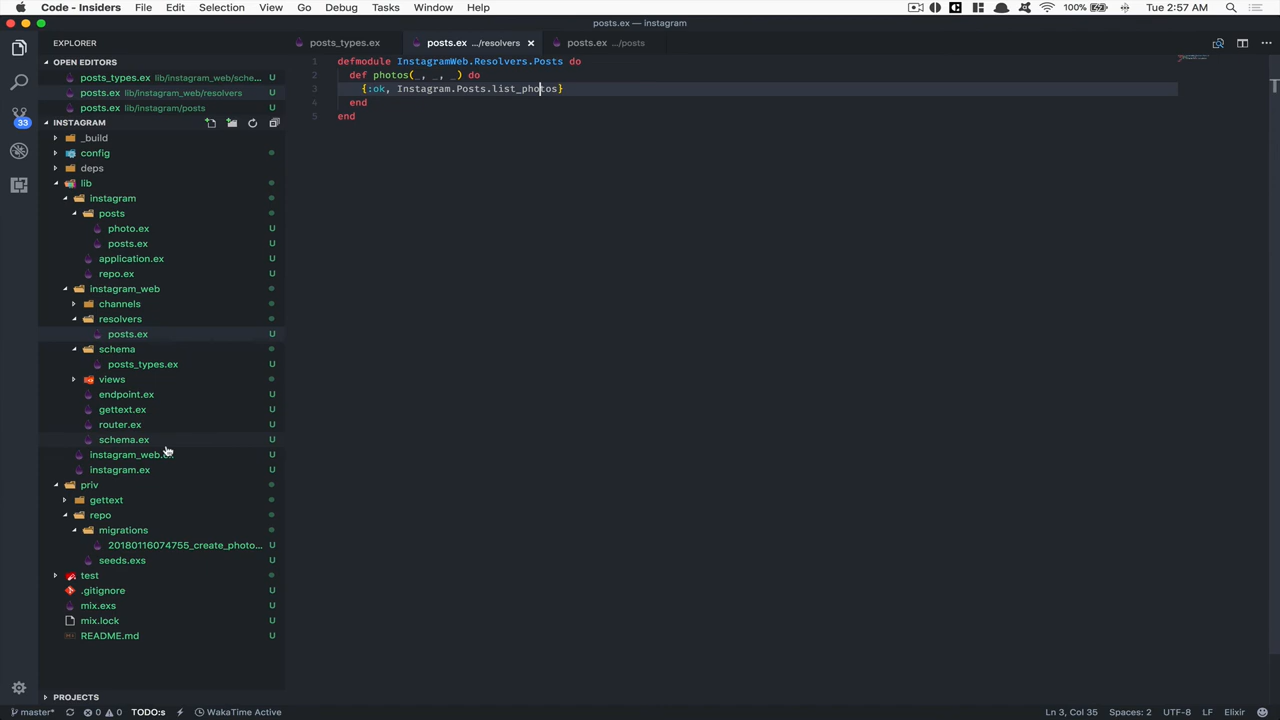 Code - Insiders File Edit Selection View Go Debug Tasks Window Help 100% Tue 2:57 AM
posts.ex — instagram
EXPLORER
posts_types.ex
posts.ex .../resolvers ×
posts.ex .../posts
OPEN EDITORS
posts_types.ex lib/instagram_web/sche... U
posts.ex lib/instagram_web/resolvers U
posts.ex lib/instagram/posts U
INSTAGRAM
_build
config
deps
lib
instagram
posts
photo.ex U
posts.ex U
application.ex U
repo.ex U
instagram_web
channels
resolvers
posts.ex U
schema
posts_types.ex U
views
endpoint.ex U
gettext.ex U
router.ex U
schema.ex U
instagram_web.ex U
instagram.ex U
priv
gettext
repo
migrations
20180116074755_create_photo... U
seeds.exs U
test
.gitignore U
mix.exs U
mix.lock U
README.md U
PROJECTS
33
1 defmodule InstagramWeb.Resolvers.Posts do
2 def photos(_, _, _) do
3 {:ok, Instagram.Posts.list_photos}
4 end
5 end
master* 0 0 TODO:s WakaTime Active Ln 3, Col 35 Spaces: 2 UTF-8 LF Elixir